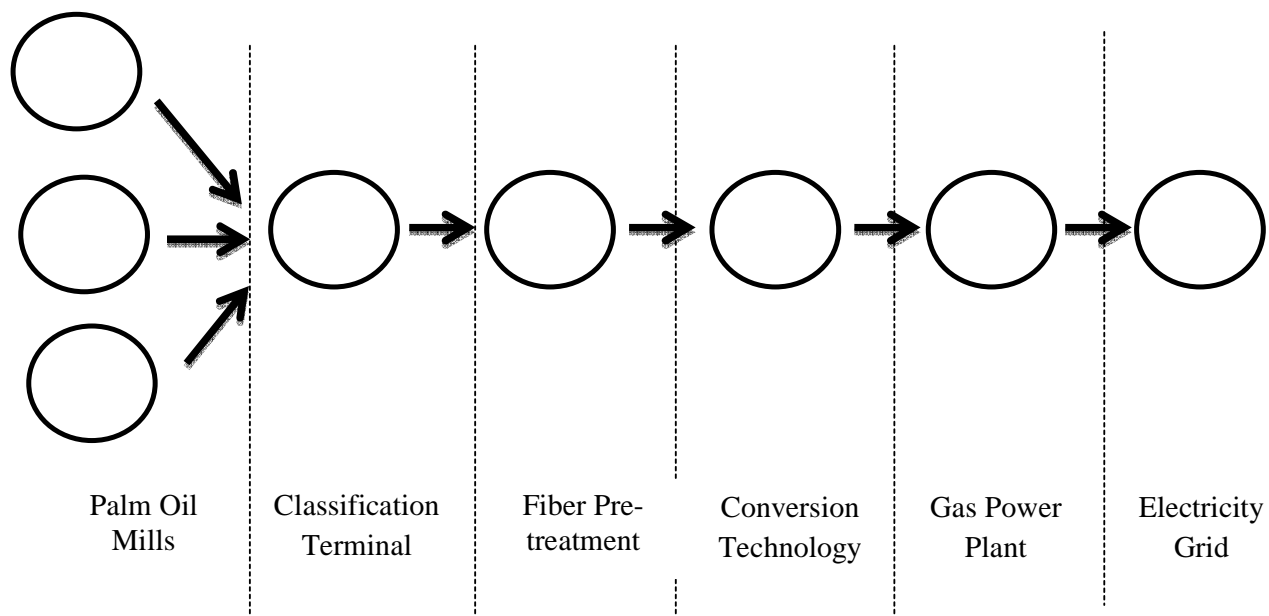 Palm Oil
Mills
Classification
Terminal
Fiber Pre-
treatment
Conversion
Technology
Gas Power
Plant
Electricity
Grid